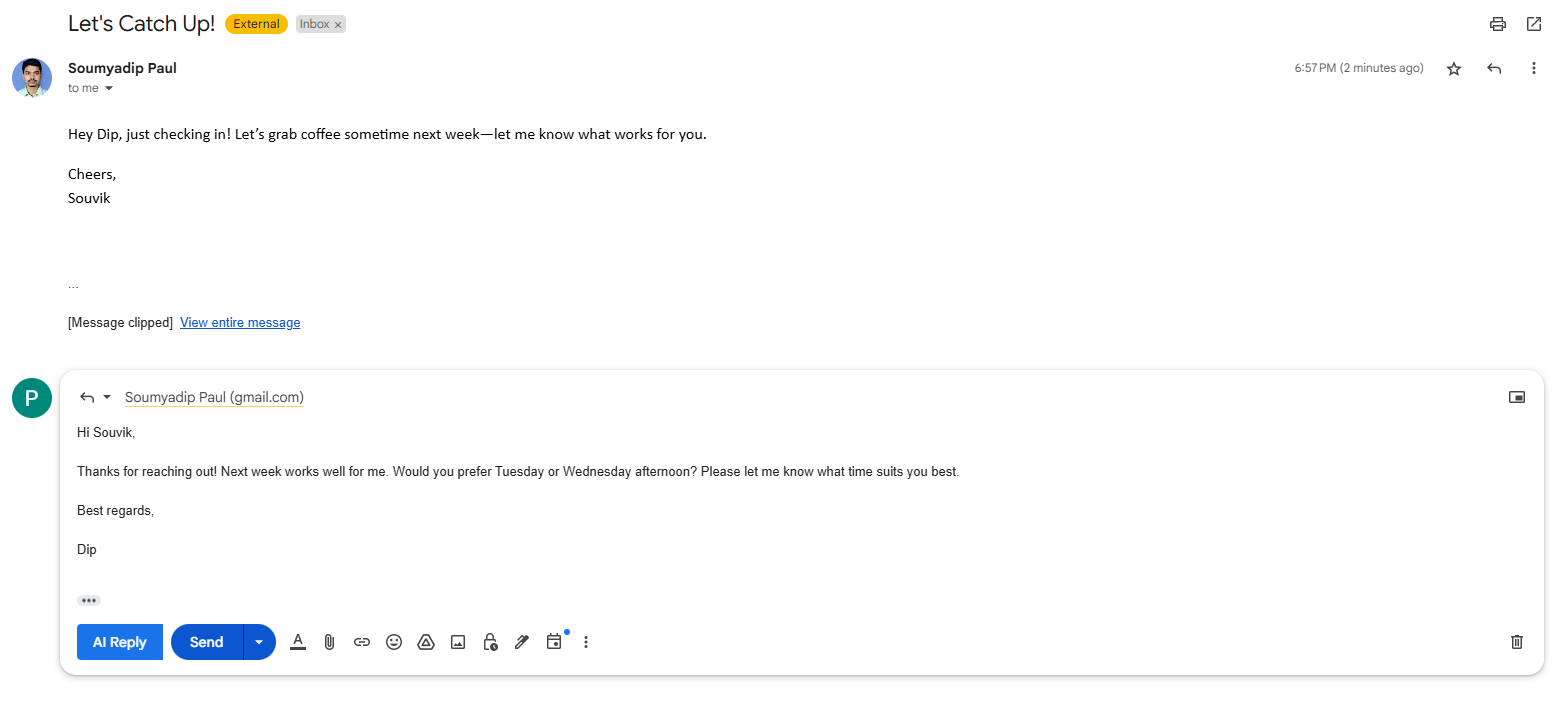 Let's Catch Up! External Inbox ×
Soumyadip Paul 6:57 PM (2 minutes ago)
to me
Hey Dip, just checking in! Let’s grab coffee sometime next week—let me know what works for you.
Cheers,
Souvik
...
[Message clipped] View entire message
P
Soumyadip Paul (gmail.com)
Hi Souvik,
Thanks for reaching out! Next week works well for me. Would you prefer Tuesday or Wednesday afternoon? Please let me know what time suits you best.
Best regards,
Dip
AI Reply Send A